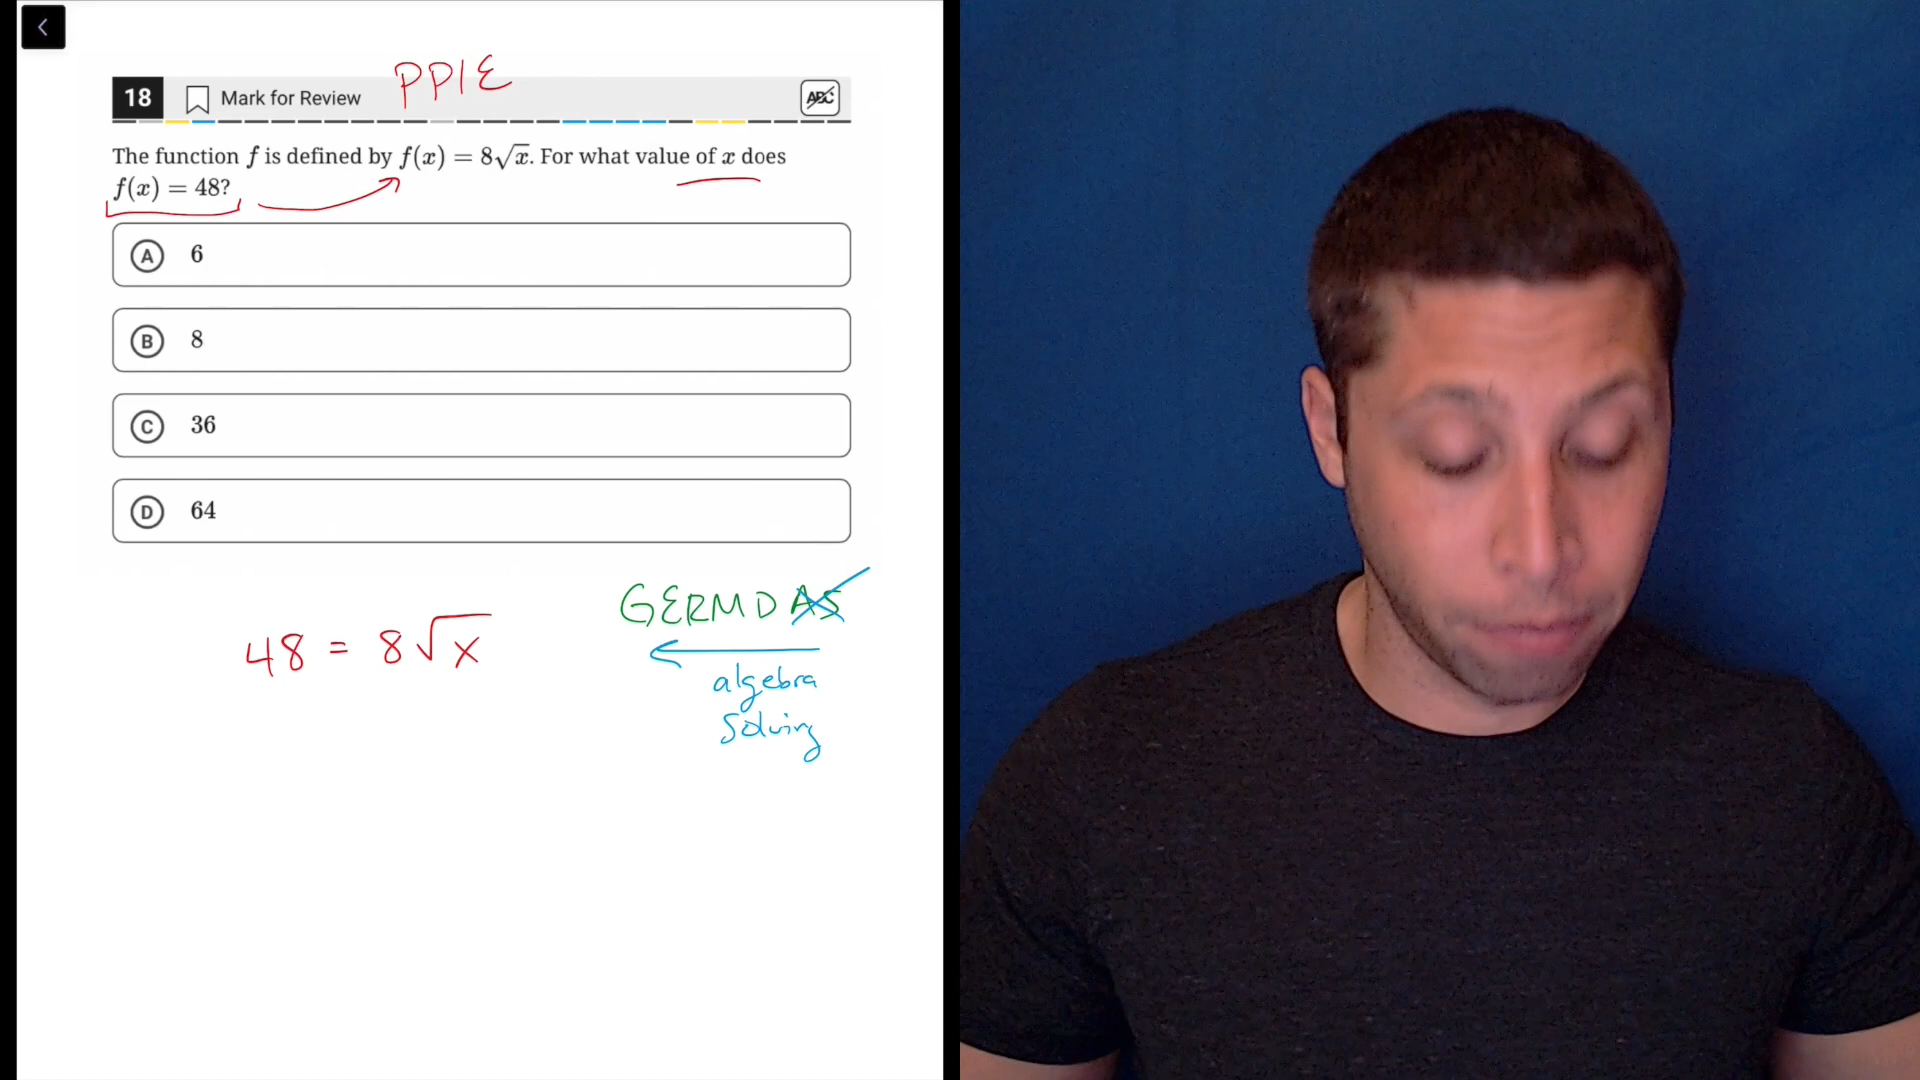 PPIE
18 Mark for Review ABC
The function f is defined by f(x) = 8√x. For what value of x does
f(x) = 48?
A 6
B 8
C 36
D 64
GERMDAS
48 = 8√x
algebra
Solving